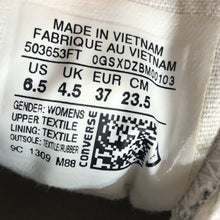 MADE IN VIETNAM
FABRIQUE AU VIETNAM
503653FT 0GSXDZBM00103
US UK EUR CM
6.5 4.5 37 23.5
GENDER: WOMENS
UPPER: TEXTILE
LINING: TEXTILE
OUTSOLE: TEXTILE/RUBBER
9C 1309 M88
CONVERSE